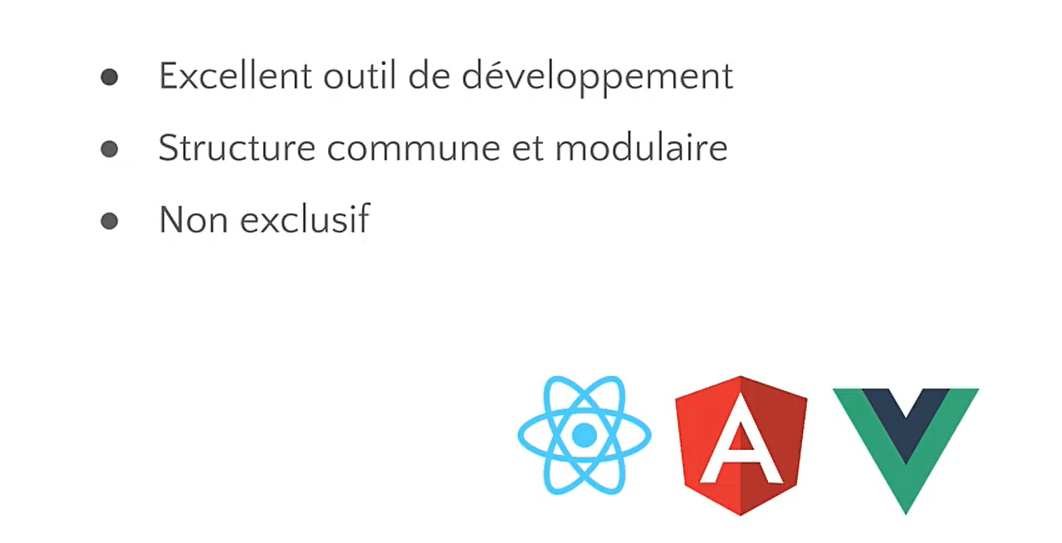 Excellent outil de développement
Structure commune et modulaire
Non exclusif
A